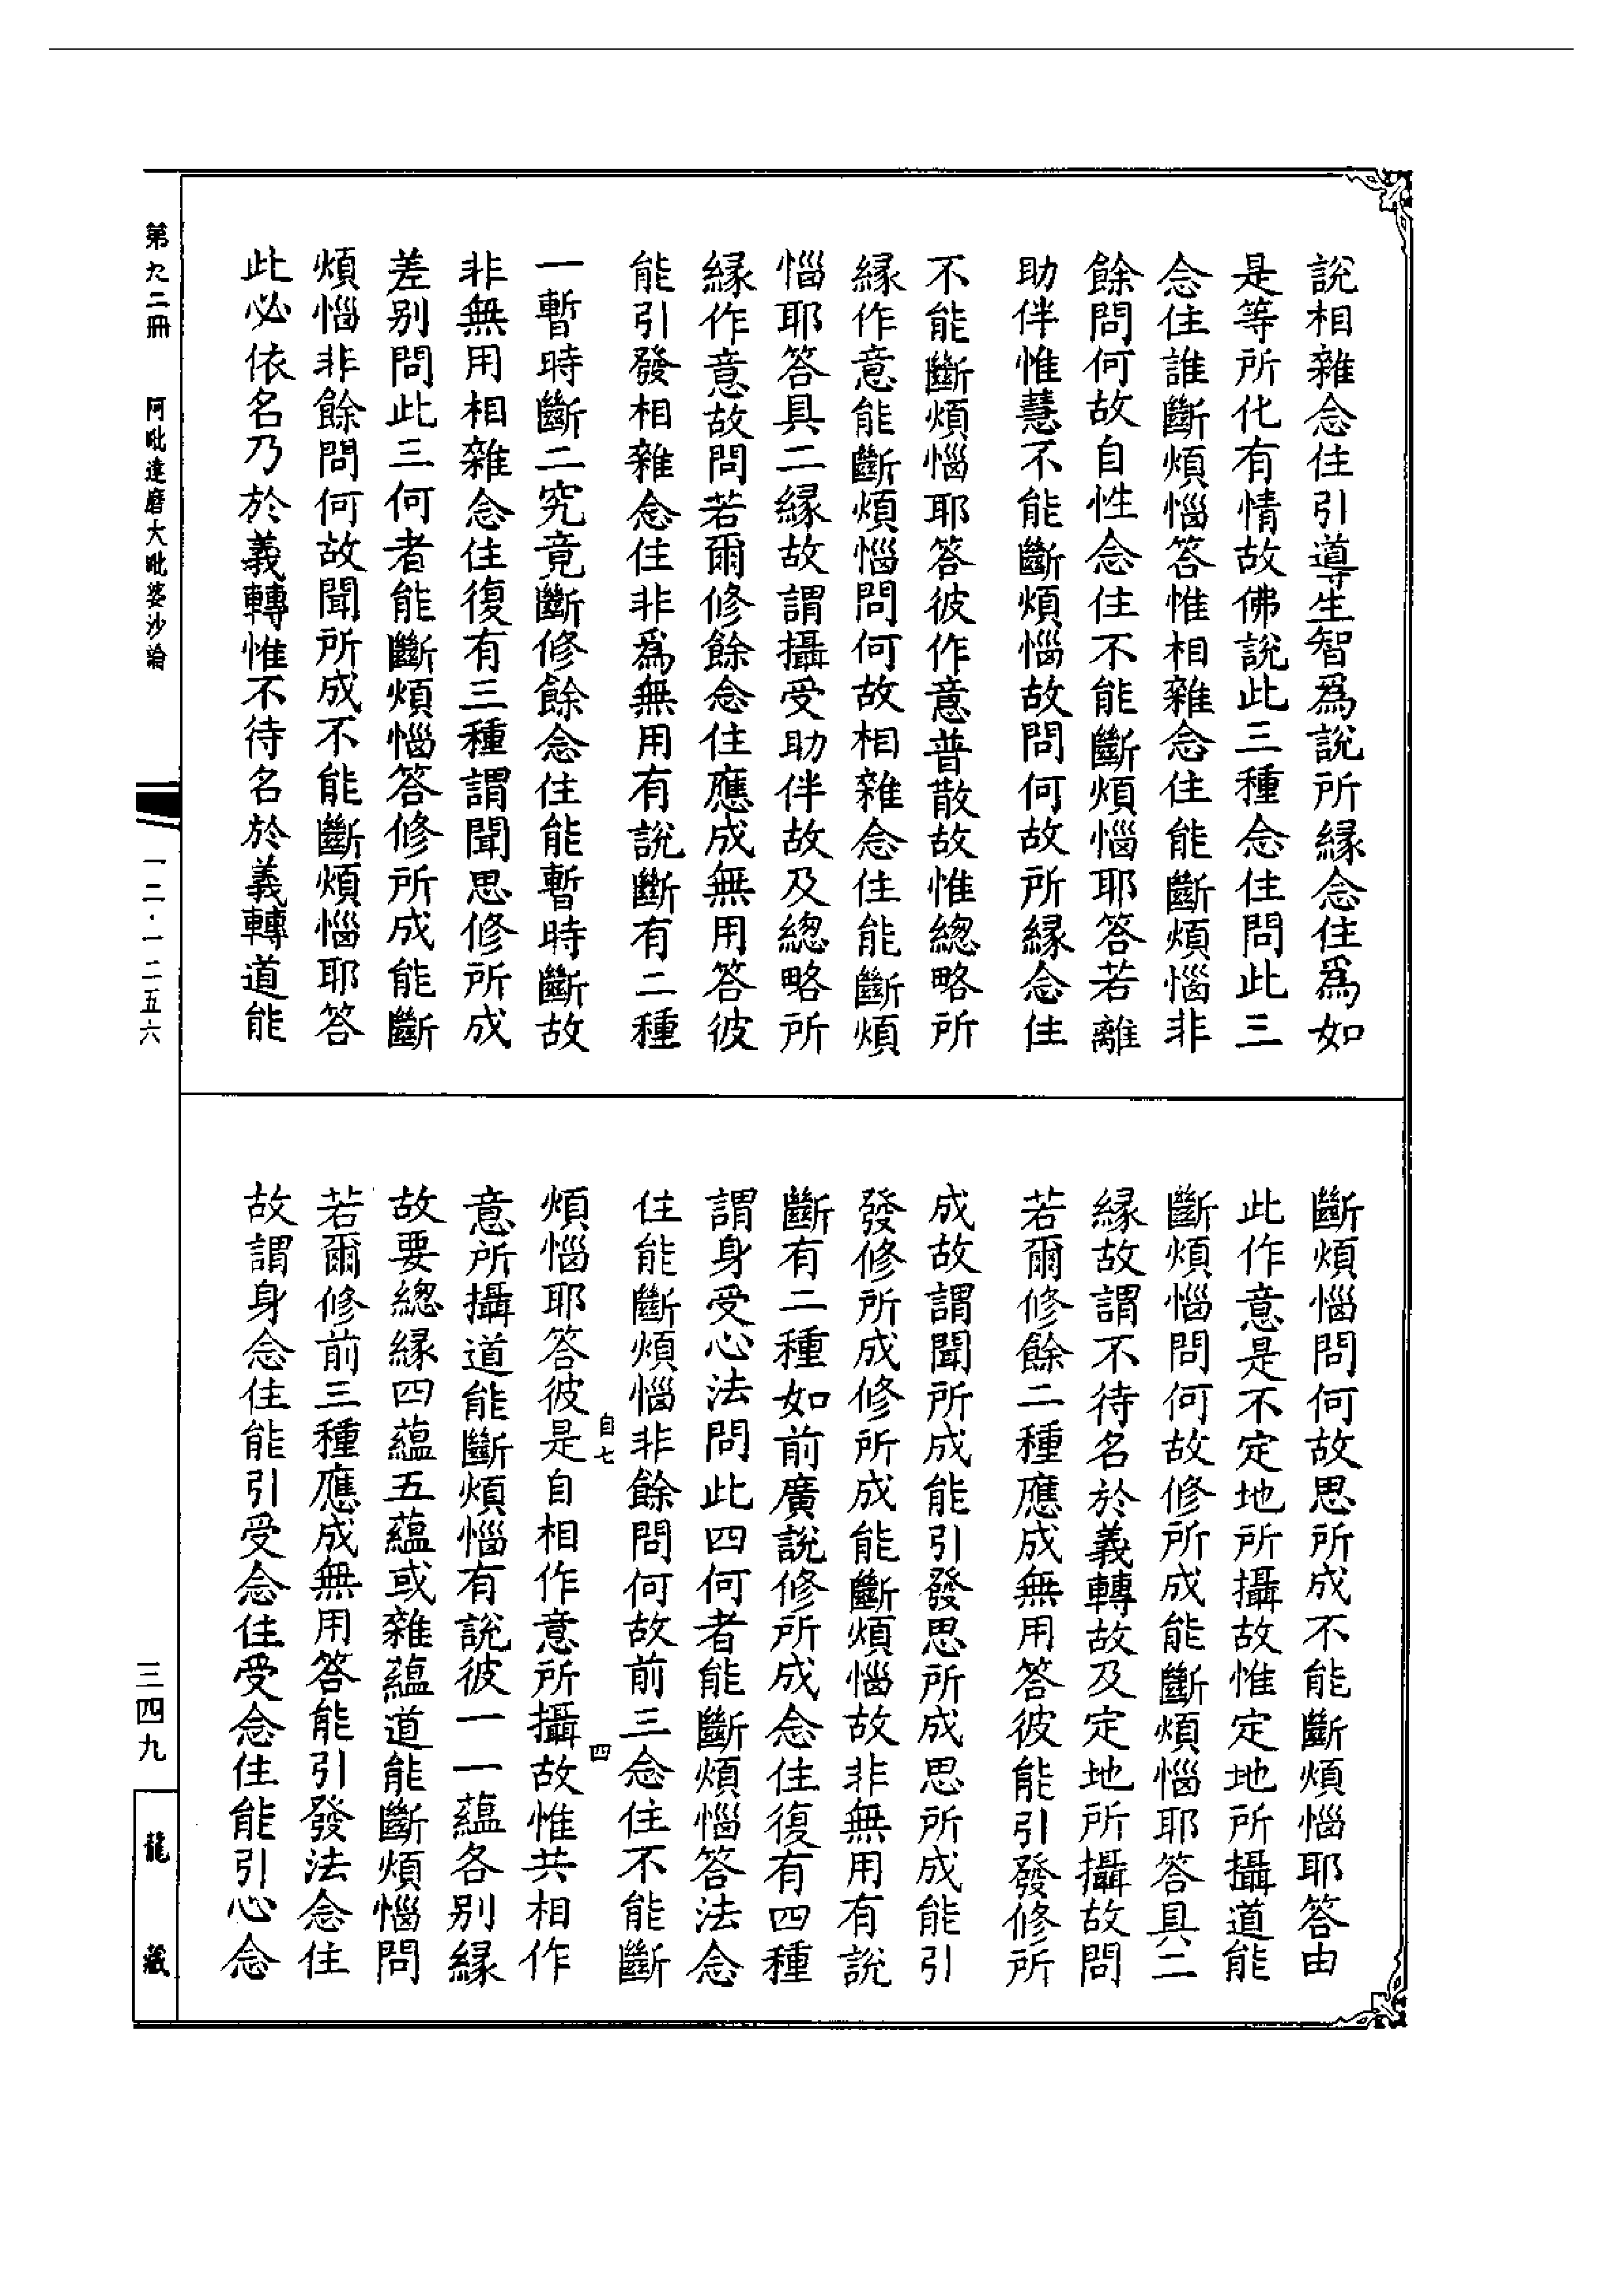 說相雜念住引導生智為說所緣念住為如
是等所化有情故佛說此三種念住問此三
念住誰斷煩惱答惟相雜念住能斷煩惱非
餘問何故自性念住不能斷煩惱耶答若離
助伴惟慧不能斷煩惱故問何故所緣念住
不能斷煩惱耶答彼作意普散故惟總略所
緣作意能斷煩惱問何故相雜念住能斷煩
惱耶答具二緣故謂攝受助伴故及總略所
緣作意故問若爾修餘念住應成無用答彼
能引發相雜念住非為無用有說斷有二種
一暫時斷二究竟斷修餘念住能暫時斷故
非無用相雜念住復有三種謂聞思修所成
差別問此三何者能斷煩惱答修所成能斷
煩惱非餘問何故聞所成不能斷煩惱耶答
此必依名乃於義轉惟不待名於義轉道能
斷煩惱問何故思所成不能斷煩惱耶答由
此作意是不定地所攝故惟定地所攝道能
斷煩惱問何故修所成能斷煩惱耶答具二
緣故謂不待名於義轉故及定地所攝故問
若爾修餘二種應成無用答彼能引發修所
成故謂聞所成能引發思所成思所成能引
發修所成修所成能斷煩惱故非無用有說
斷有二種如前廣說修所成念住復有四種
謂身受心法問此四何者能斷煩惱答法念
住能斷煩惱非餘問何故前三念住不能斷
自七 四
煩惱耶答彼是自相作意所攝故惟共相作
意所攝道能斷煩惱有說彼一一蘊各別緣
故要總緣四蘊五蘊或雜蘊道能斷煩惱問
若爾修前三種應成無用答能引發法念住
故謂身念住能引受念住受念住能引心念
第九二冊 阿毗達磨大毗婆沙論
一二·一二五六
三四九
龍藏